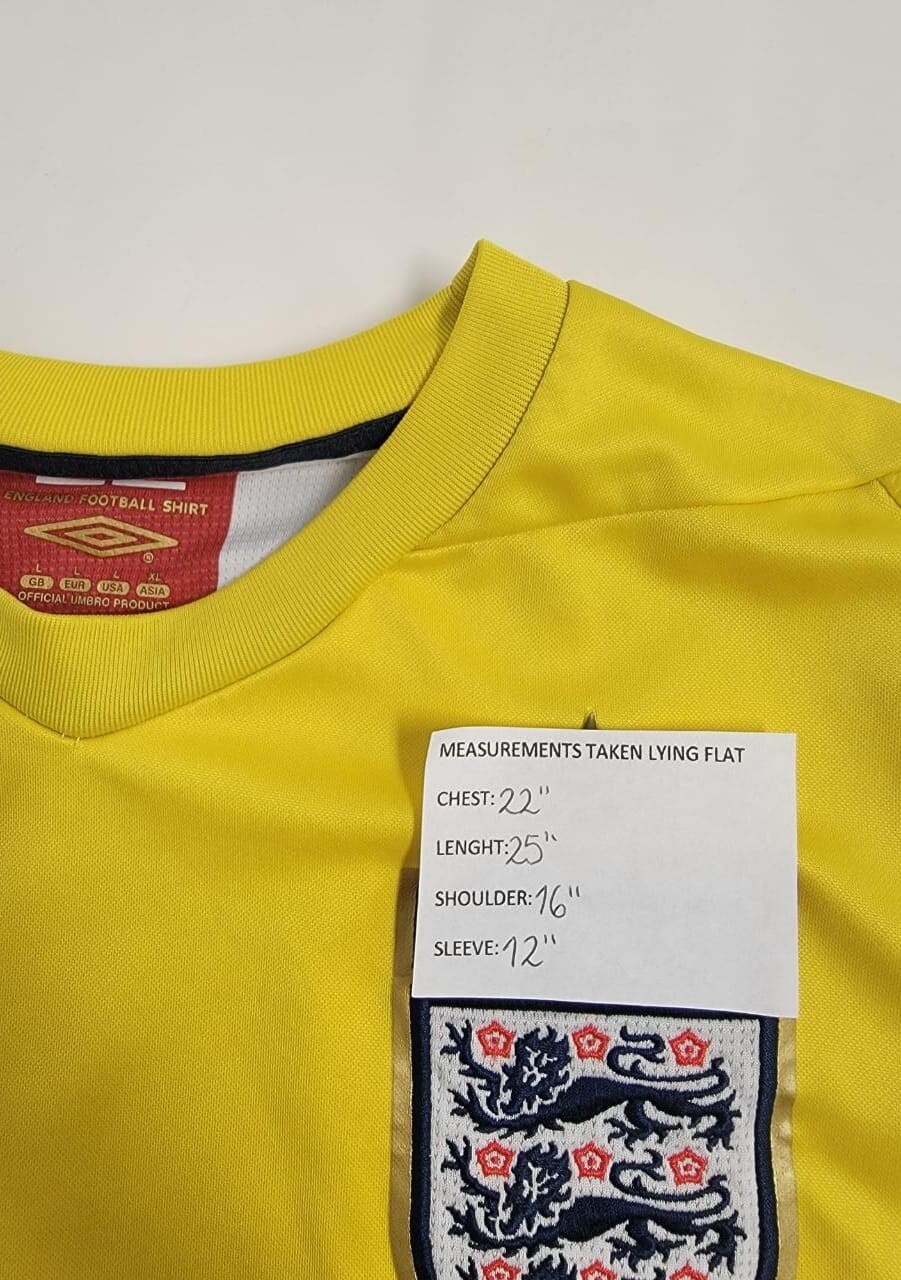 ENGLAND FOOTBALL SHIRT
®
L L L XL
GB EUR USA ASIA
OFFICIAL UMBRO PRODUCT
MEASUREMENTS TAKEN LYING FLAT
CHEST: 22"
LENGHT: 25"
SHOULDER: 16"
SLEEVE: 12"